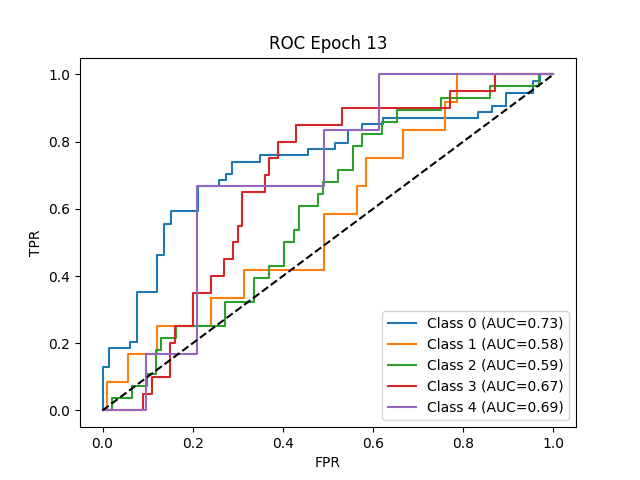 ROC Epoch 13
TPR
1.0
0.8
0.6
0.4
0.2
0.0
Class 0 (AUC=0.73)
Class 1 (AUC=0.58)
Class 2 (AUC=0.59)
Class 3 (AUC=0.67)
Class 4 (AUC=0.69)
0.0 0.2 0.4 0.6 0.8 1.0
FPR